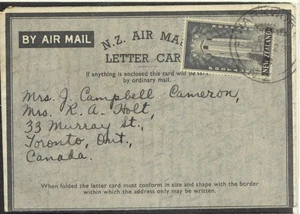 BY AIR MAIL
N.Z. AIR MA
LETTER CAR
NEW ZEALAND
If anything is enclosed this card will be sent
by ordinary mail.
Mrs. J. Campbell Cameron,
Mrs. R. A. Holt,
33 Murray St.,
Toronto, Ont.,
Canada.
When folded the letter card must conform in size and shape with the border
within which the address only may be written.